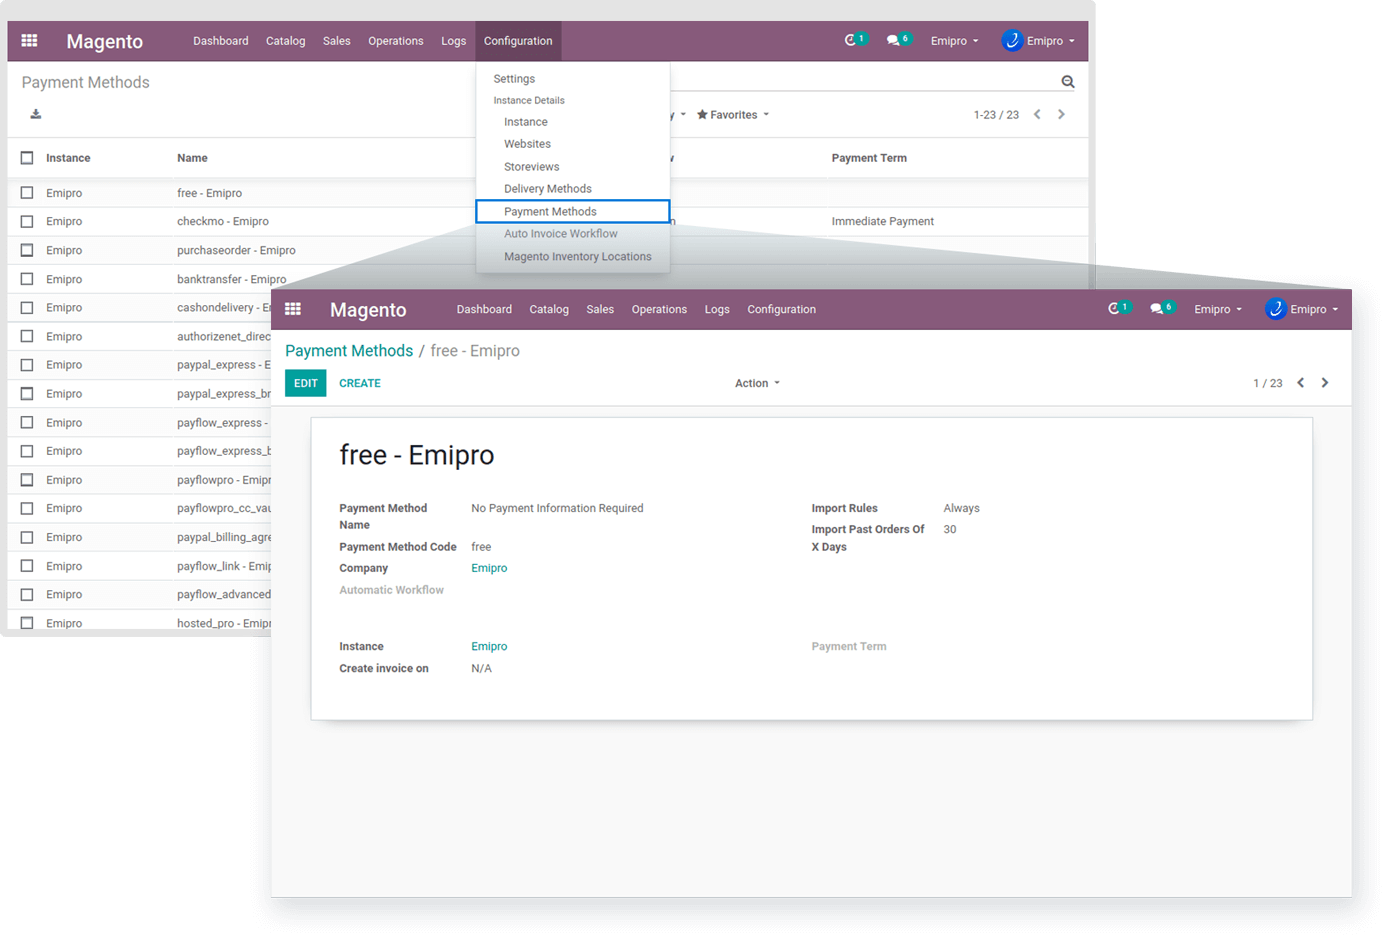 Magento Dashboard Catalog Sales Operations Logs Configuration 1 6 Emipro Emipro
Payment Methods
Settings
Instance Details
Instance
Websites
Storeviews
Delivery Methods
Payment Methods
Auto Invoice Workflow
Magento Inventory Locations
Favorites 1-23 / 23
Instance Name Payment Term
Emipro free - Emipro
Emipro checkmo - Emipro Immediate Payment
Emipro purchaseorder - Emipro
Emipro banktransfer - Emipro
Emipro cashondelivery - E
Emipro authorizenet_direc
Emipro paypal_express - E
Emipro paypal_express_br
Emipro payflow_express -
Emipro payflow_express_b
Emipro payflowpro - Emipr
Emipro payflowpro_cc_vau
Emipro paypal_billing_agre
Emipro payflow_link - Emip
Emipro payflow_advanced
Emipro hosted_pro - Emipr
Magento Dashboard Catalog Sales Operations Logs Configuration 1 6 Emipro Emipro
Payment Methods / free - Emipro
EDIT CREATE Action 1 / 23
free - Emipro
Payment Method Name No Payment Information Required
Payment Method Code free
Company Emipro
Automatic Workflow
Import Rules Always
Import Past Orders Of X Days 30
Instance Emipro
Create invoice on N/A
Payment Term